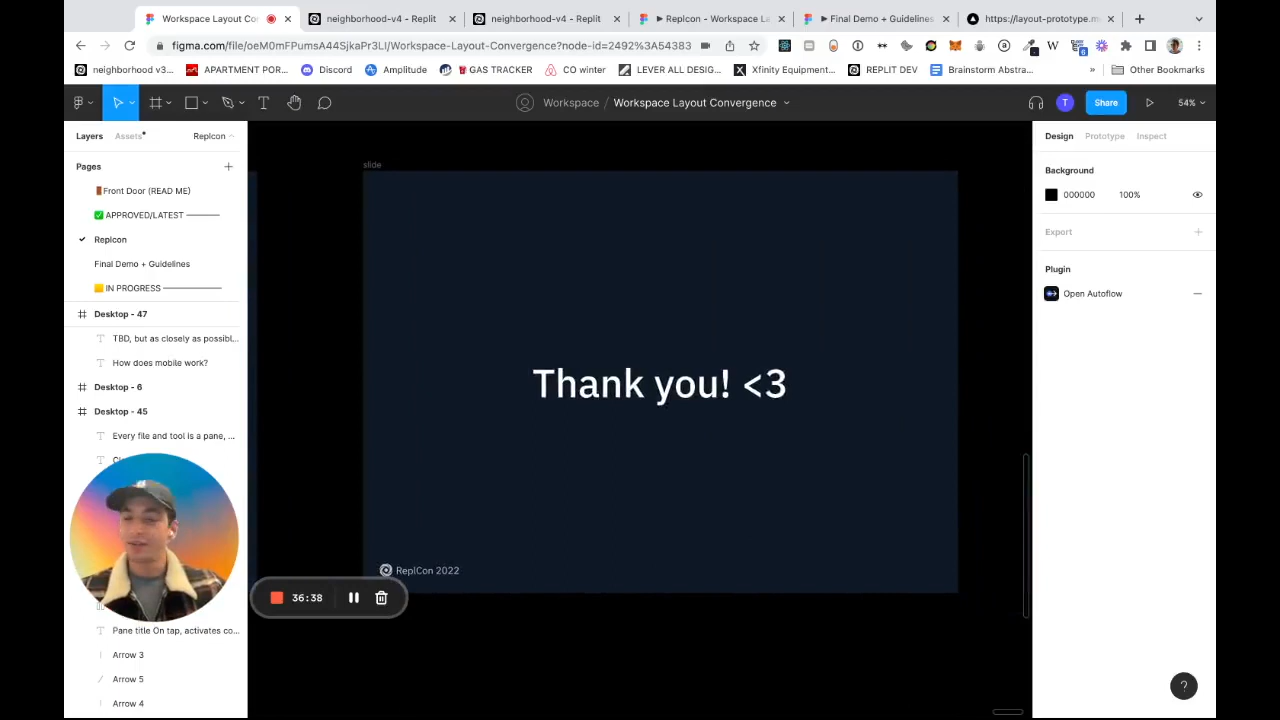 Workspace Layout Con
neighborhood-v4 - Replit
neighborhood-v4 - Replit
▶ Replcon - Workspace La
▶ Final Demo + Guidelines
https://layout-prototype.m
figma.com/file/oeM0mFPumsA44SjkaPr3LI/Workspace-Layout-Convergence?node-id=2492%3A54383
neighborhood v3...
APARTMENT POR...
Discord
Amplitude
GAS TRACKER
CO winter
LEVER ALL DESIG...
Xfinity Equipment...
REPLIT DEV
Brainstorm Abstra...
»
Other Bookmarks
Workspace / Workspace Layout Convergence
T
Share
54%
Layers
Assets
Replcon
Pages
Front Door (READ ME)
APPROVED/LATEST ————
Replcon
Final Demo + Guidelines
IN PROGRESS ————
Desktop - 47
TBD, but as closely as possibl...
How does mobile work?
Desktop - 6
Desktop - 45
Every file and tool is a pane, ...
Pane title On tap, activates co...
Arrow 3
Arrow 5
Arrow 4
slide
Thank you! <3
ReplCon 2022
36:38
Design
Prototype
Inspect
Background
000000
100%
Export
Plugin
Open Autoflow
?